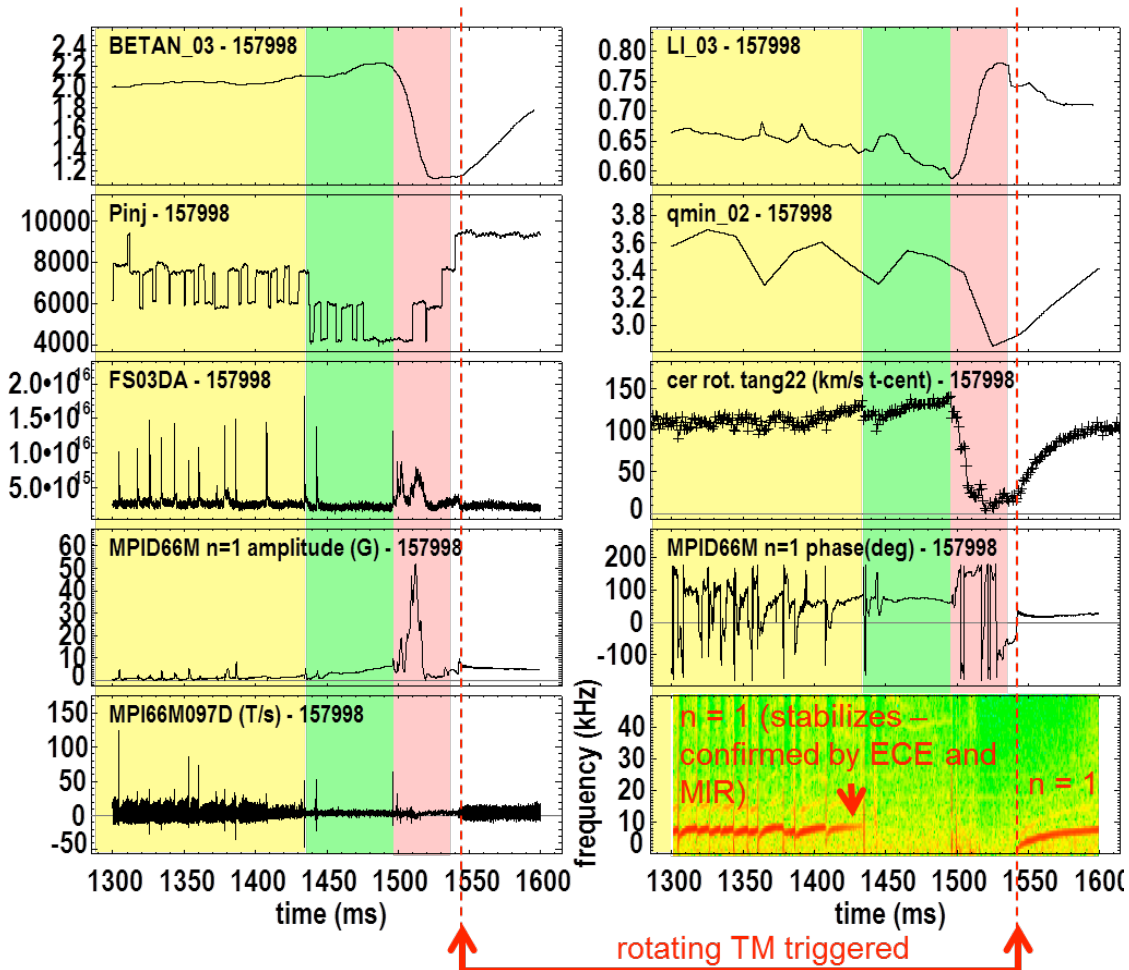 BETAN_03 - 157998
2.4
2.2
2.0
1.8
1.6
1.4
1.2
Pinj - 157998
10000
8000
6000
4000
FS03DA - 157998
2.0•10^16
1.5•10^16
1.0•10^16
5.0•10^15
MPID66M n=1 amplitude (G) - 157998
60
50
40
30
20
10
0
MPI66M097D (T/s) - 157998
150
100
50
0
-50
1300 1350 1400 1450 1500 1550 1600
time (ms)
LI_03 - 157998
0.80
0.75
0.70
0.65
0.60
qmin_02 - 157998
3.8
3.6
3.4
3.2
3.0
cer rot. tang22 (km/s t-cent) - 157998
150
100
50
0
MPID66M n=1 phase(deg) - 157998
200
100
0
-100
frequency (kHz)
40
30
20
10
0
n = 1 (stabilizes –
confirmed by ECE and
MIR)
n = 1
1300 1350 1400 1450 1500 1550 1600
time (ms)
rotating TM triggered